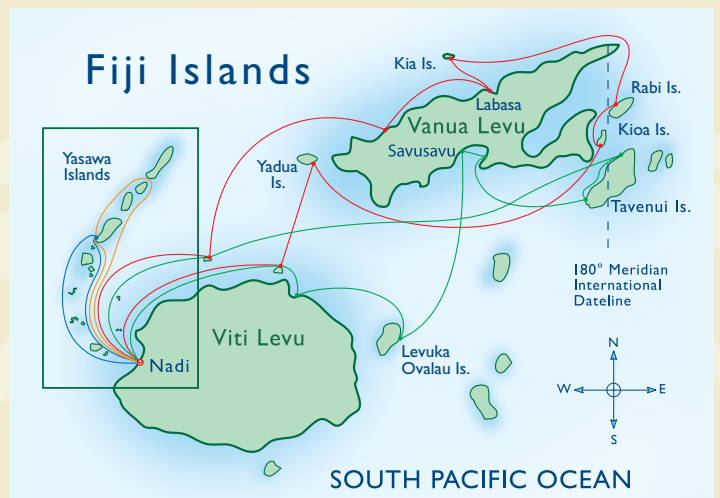 Fiji Islands
Kia Is.
Rabi Is.
Labasa
Vanua Levu
Kioa Is.
Yasawa
Islands
Savusavu
Yadua
Is.
Tavenui Is.
180° Meridian
International
Dateline
Viti Levu
Nadi
Levuka
Ovalau Is.
N
W
E
S
SOUTH PACIFIC OCEAN